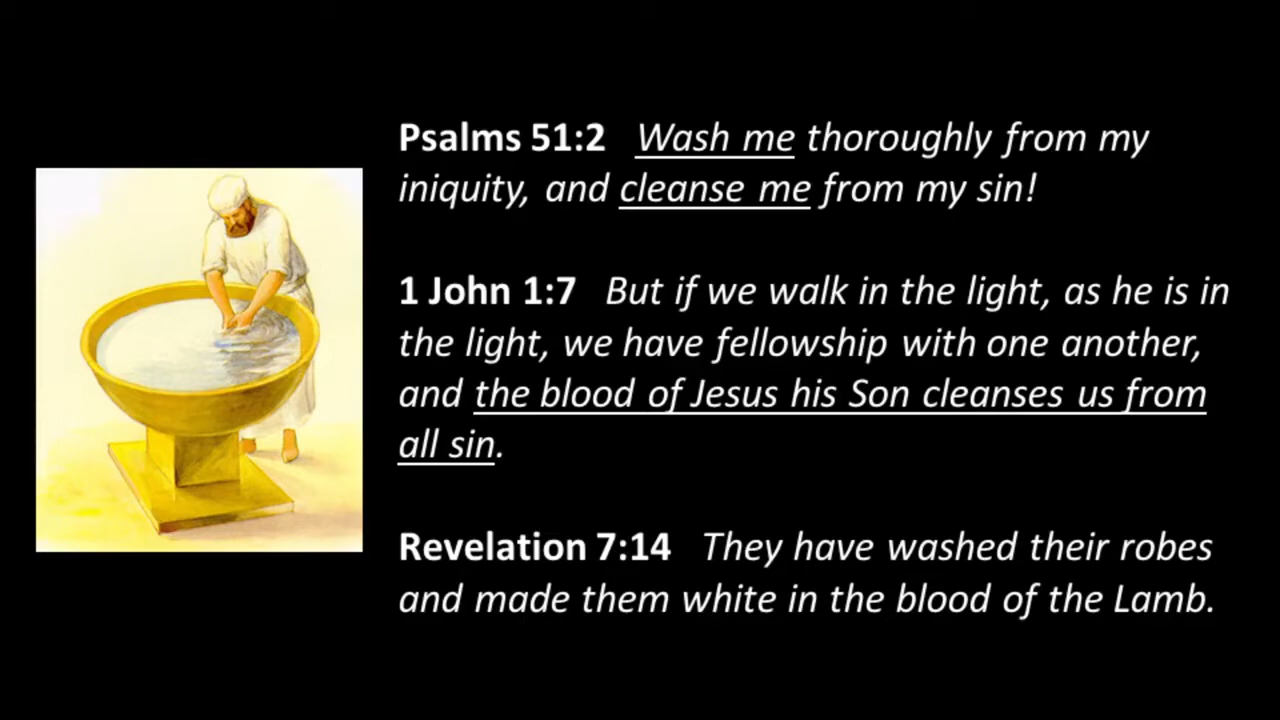 Psalms 51:2 Wash me thoroughly from my
iniquity, and cleanse me from my sin!
1 John 1:7 But if we walk in the light, as he is in
the light, we have fellowship with one another,
and the blood of Jesus his Son cleanses us from
all sin.
Revelation 7:14 They have washed their robes
and made them white in the blood of the Lamb.